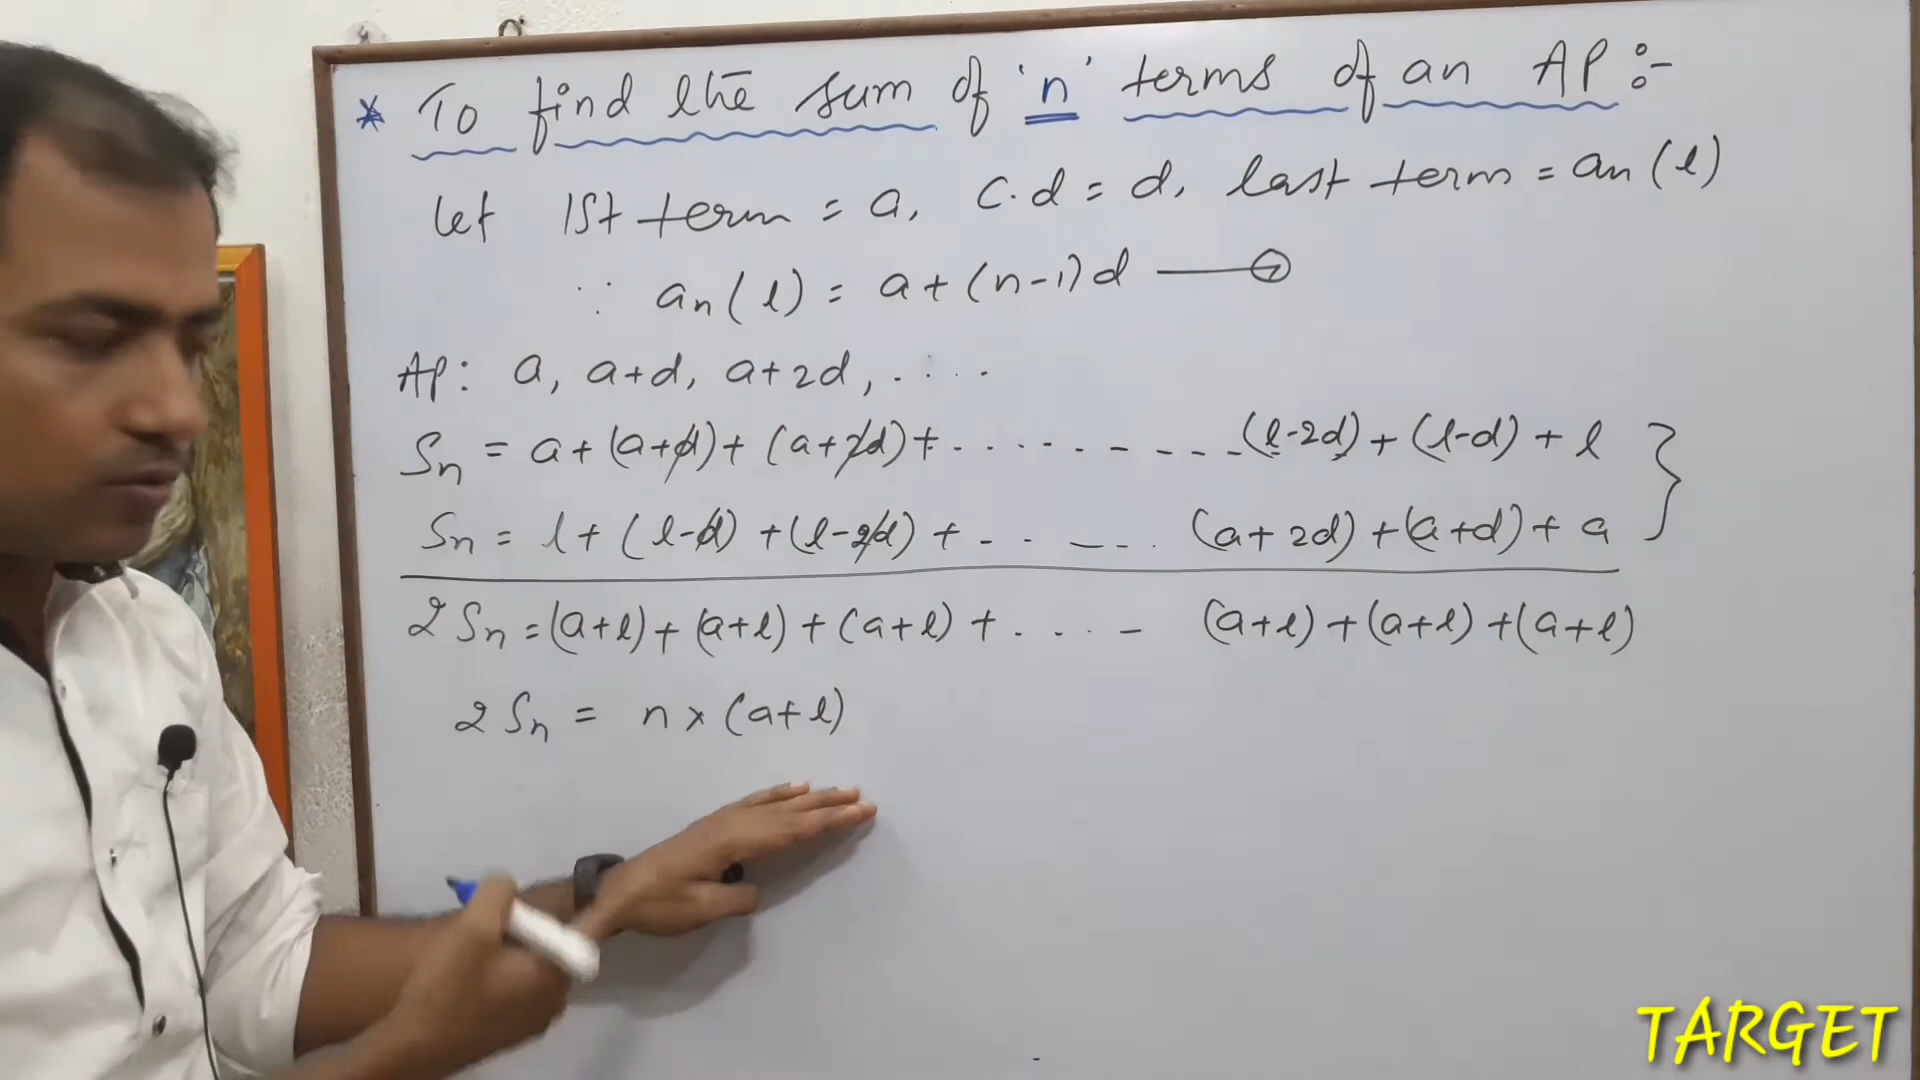 * To find the sum of 'n' terms of an AP :-
Let 1st term = a, C.d = d, last term = an (l)
∵ an (l) = a + (n-1)d —— ①
AP: a, a+d, a+2d, . . . .
Sn = a + (a+d) + (a+2d) + . . . . . - - - - (l-2d) + (l-d) + l }
Sn = l + (l-d) + (l-2d) + - . . - - . . (a+2d) + (a+d) + a
2Sn = (a+l) + (a+l) + (a+l) + . . . . - (a+l) + (a+l) + (a+l)
2Sn = n × (a+l)
TARGET